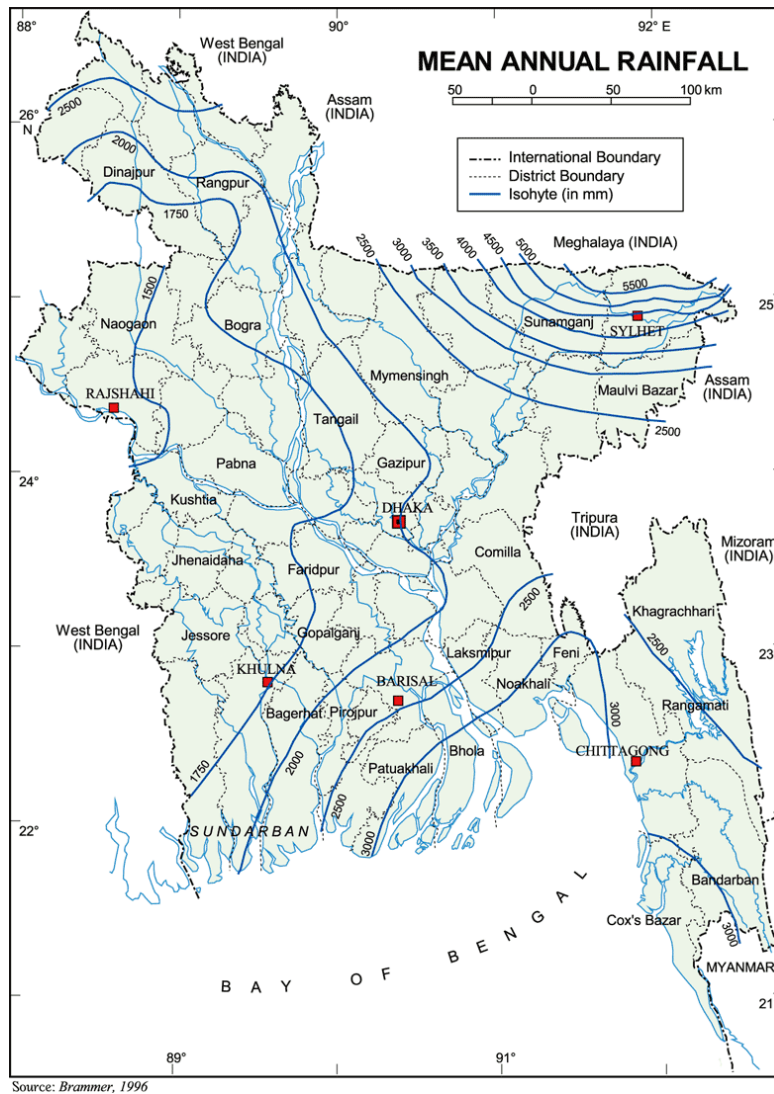 88°
90°
92° E
MEAN ANNUAL RAINFALL
50 0 50 100 km
West Bengal
(INDIA)
Assam
(INDIA)
International Boundary
District Boundary
Isohyte (in mm)
26°
N
2500
2000
Dinajpur
Rangpur
1750
Meghalaya (INDIA)
2500
3000
3500
4000
4500
5000
5500
25
1500
Naogaon
Bogra
Sunamganj
SYLHET
Mymensingh
Maulvi Bazar
Assam
(INDIA)
RAJSHAHI
Tangail
2500
Pabna
Gazipur
24°
Kushtia
DHAKA
Tripura
(INDIA)
Mizoram
(INDIA)
Jhenaidaha
Faridpur
Comilla
2500
Khagrachhari
West Bengal
(INDIA)
Jessore
Gopalganj
Laksmipur
Feni
2500
23
KHULNA
BARISAL
Noakhali
Rangamati
Bagerhat
Pirojpur
3000
1750
2000
Bhola
CHITTAGONG
Patuakhali
2500
3000
22°
SUNDARBAN
Bandarban
Cox's Bazar
3000
MYANMAR
BAY OF BENGAL
21
89°
91°
Source: Brammer, 1996